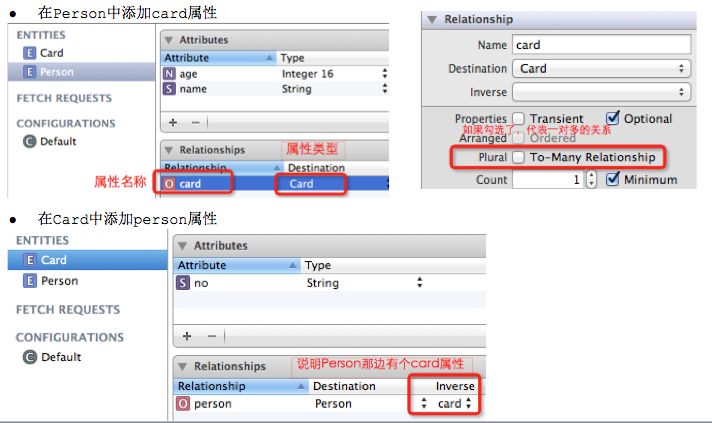 ● 在Person中添加card属性
ENTITIES
E Card
E Person
FETCH REQUESTS
CONFIGURATIONS
C Default
Attributes
Attribute Type
N age Integer 16
S name String
+ −
Relationships 属性类型
Relationship Destination
属性名称 O card Card
Relationship
Name card
Destination Card
Inverse
Properties Transient Optional
如果勾选了，代表一对多的关系
Arranged Ordered
Plural To-Many Relationship
Count 1 Minimum
● 在Card中添加person属性
ENTITIES
E Card
E Person
FETCH REQUESTS
CONFIGURATIONS
C Default
Attributes
Attribute Type
S no String
+ −
Relationships 说明Person那边有个card属性
Relationship Destination Inverse
O person Person card